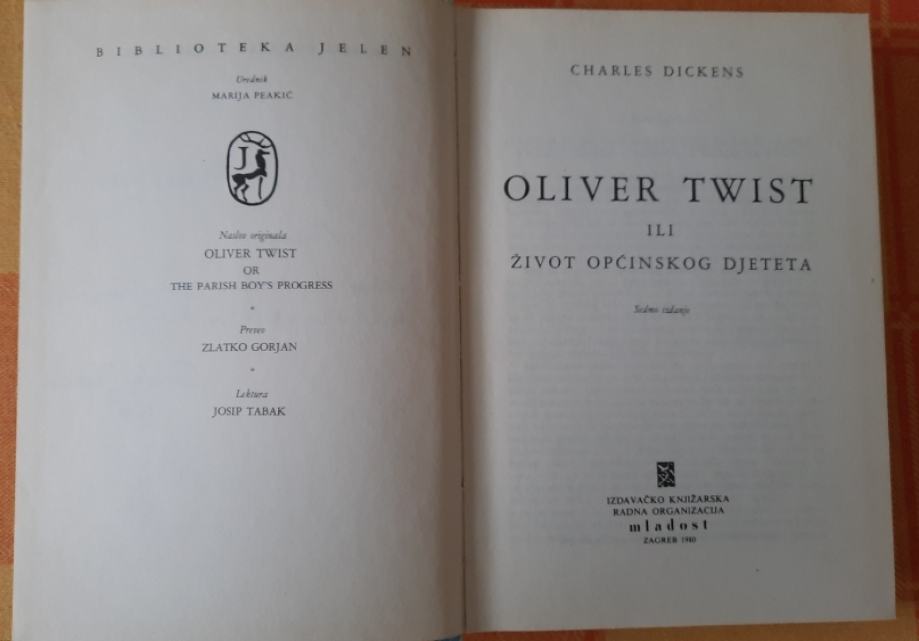 BIBLIOTEKA JELEN
Urednik
MARIJA PEAKIĆ
J
Naslov originala
OLIVER TWIST
OR
THE PARISH BOY'S PROGRESS
*
Preveo
ZLATKO GORJAN
*
Lektura
JOSIP TABAK
CHARLES DICKENS
OLIVER TWIST
ILI
ŽIVOT OPĆINSKOG DJETETA
Sedmo izdanje
IZDAVAČKO KNJIŽARSKA
RADNA ORGANIZACIJA
mladost
ZAGREB 1980